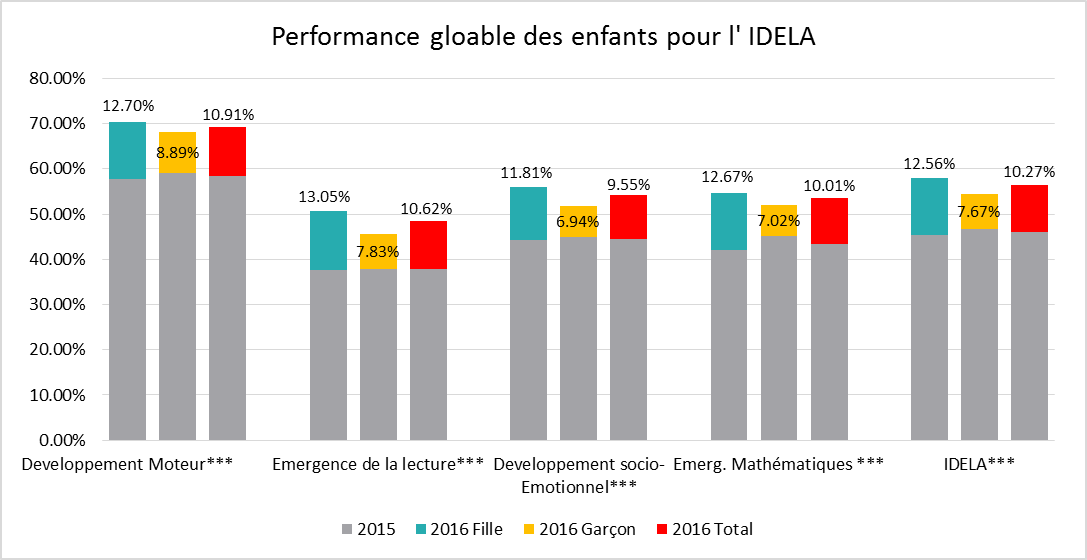 Performance gloable des enfants pour l' IDELA
80.00%
70.00%
60.00%
50.00%
40.00%
30.00%
20.00%
10.00%
0.00%
12.70%
8.89%
10.91%
13.05%
7.83%
10.62%
11.81%
6.94%
9.55%
12.67%
7.02%
10.01%
12.56%
7.67%
10.27%
Developpement Moteur***
Emergence de la lecture***
Developpement socio-
Emotionnel***
Emerg. Mathématiques ***
IDELA***
2015
2016 Fille
2016 Garçon
2016 Total